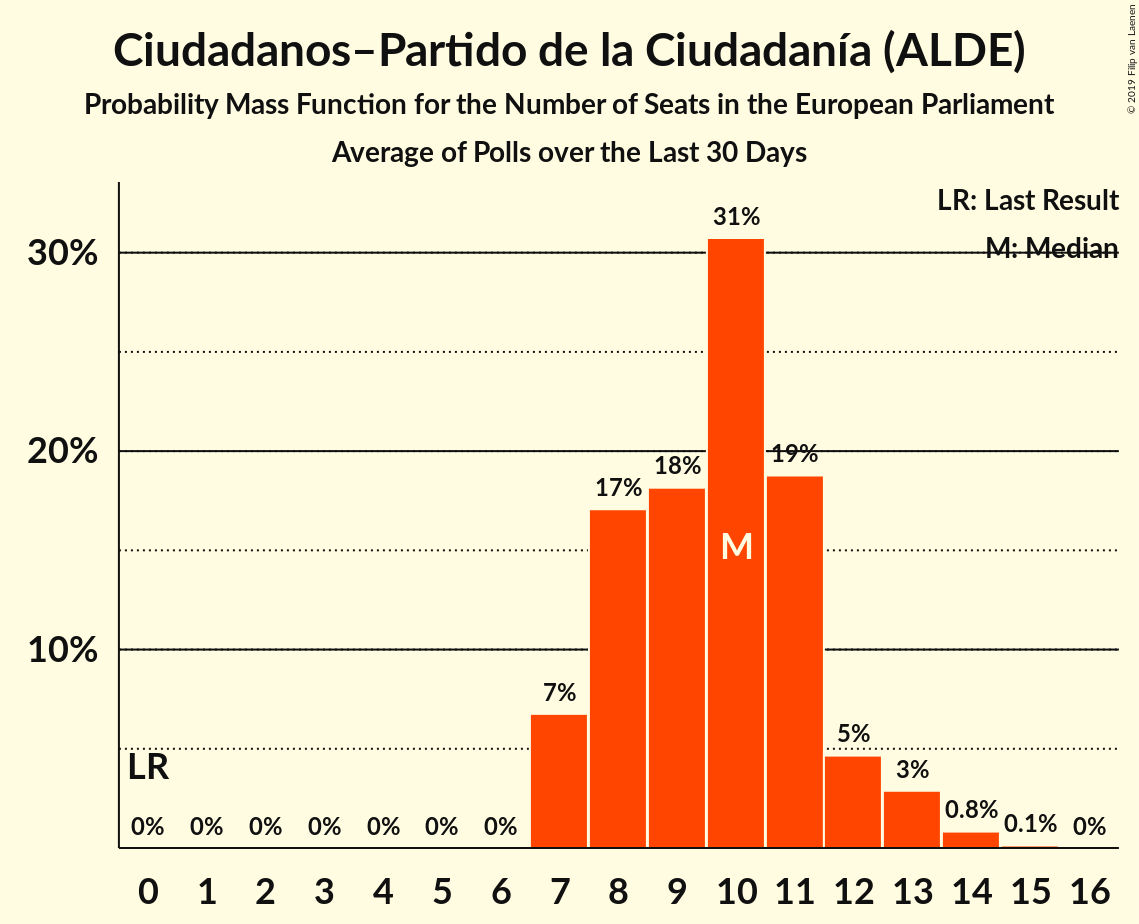 Ciudadanos–Partido de la Ciudadanía (ALDE)
Probability Mass Function for the Number of Seats in the European Parliament
Average of Polls over the Last 30 Days
© 2019 Filip van Laenen
LR: Last Result
M: Median
30%
20%
10%
31%
19%
18%
17%
M
7%
5%
3%
0.8%
0.1%
0%
LR
0% 0% 0% 0% 0% 0% 0%
0 1 2 3 4 5 6 7 8 9 10 11 12 13 14 15 16